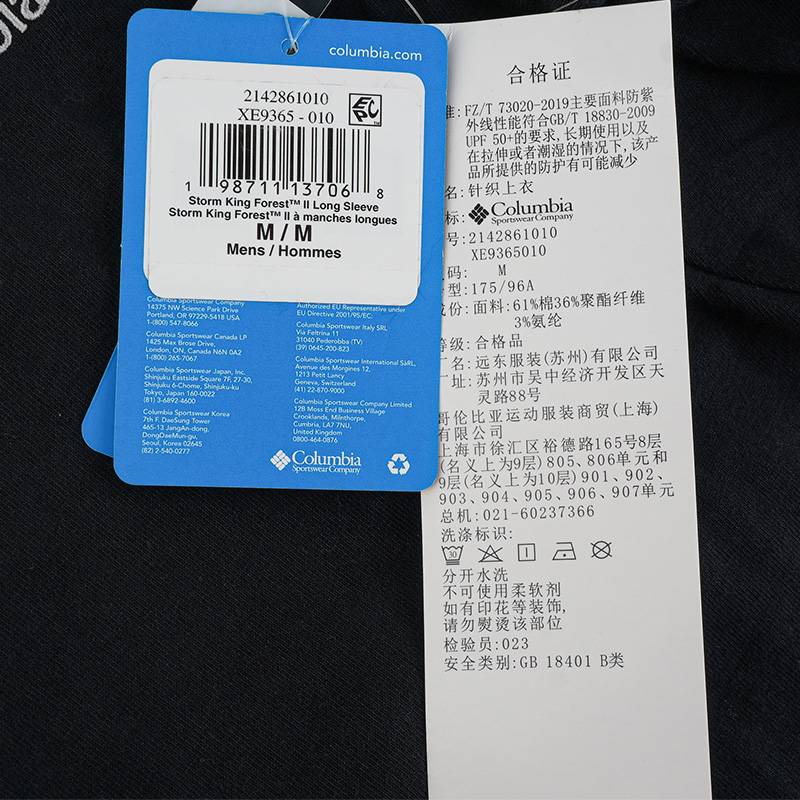 columbia.com
2142861010
XE9365 - 010
EPC
1 98711 13706 8
Storm King Forest™ II Long Sleeve
Storm King Forest™ II à manches longues
M / M
Mens / Hommes
Columbia Sportswear Company
14375 NW Science Park Drive
Portland, OR 97229-5418 USA
1-(800) 547-8066
Columbia Sportswear Canada LP
1425 Max Brose Drive,
London, ON, Canada N6N 0A2
1-(800) 265-7067
Columbia Sportswear Japan, Inc.
Shinjuku Eastside Square 7F, 27-30,
Shinjuku 6-Chome, Shinjuku-ku
Tokyo, Japan 160-0022
(81) 3-6892-4600
Columbia Sportswear Korea
7th F. DaeSung Tower
465-13 JangAn-dong,
DongDaeMun-gu,
Seoul, Korea 02645
(82) 2-540-0277
Authorized EU Representative under
EU Directive 2001/95/EC:
Columbia Sportswear Italy SRL
Via Feltrina 11
31040 Pederobba (TV)
(39) 0645-200-823
Columbia Sportswear International SàRL,
Avenue des Morgines 12,
1213 Petit Lancy
Geneva, Switzerland
(41) 22-870-9000
Columbia Sportswear Company Limited
12B Moss End Business Village
Crooklands, Milnthorpe,
Cumbria, LA7 7NU,
United Kingdom
0800-464-0876
Columbia
Sportswear Company
合格证
准: FZ/T 73020-2019主要面料防紫
外线性能符合GB/T 18830-2009
UPF 50+的要求, 长期使用以及
在拉伸或者潮湿的情况下, 该产
品所提供的防护有可能减少
名: 针织上衣
标: Columbia
Sportswear Company
号: 2142861010
XE9365010
码: M
型: 175/96A
成份: 面料: 61%棉36%聚酯纤维
3%氨纶
等级: 合格品
名: 远东服装(苏州)有限公司
址: 苏州市吴中经济开发区天
灵路88号
哥伦比亚运动服装商贸(上海)
有限公司
上海市徐汇区裕德路165号8层
(名义上为9层) 805, 806单元和
9层(名义上为10层) 901, 902,
903, 904, 905, 906, 907单元
总机: 021-60237366
洗涤标识:
30
分开水洗
不可使用柔软剂
如有印花等装饰,
请勿熨烫该部位
检验员: 023
安全类别: GB 18401 B类